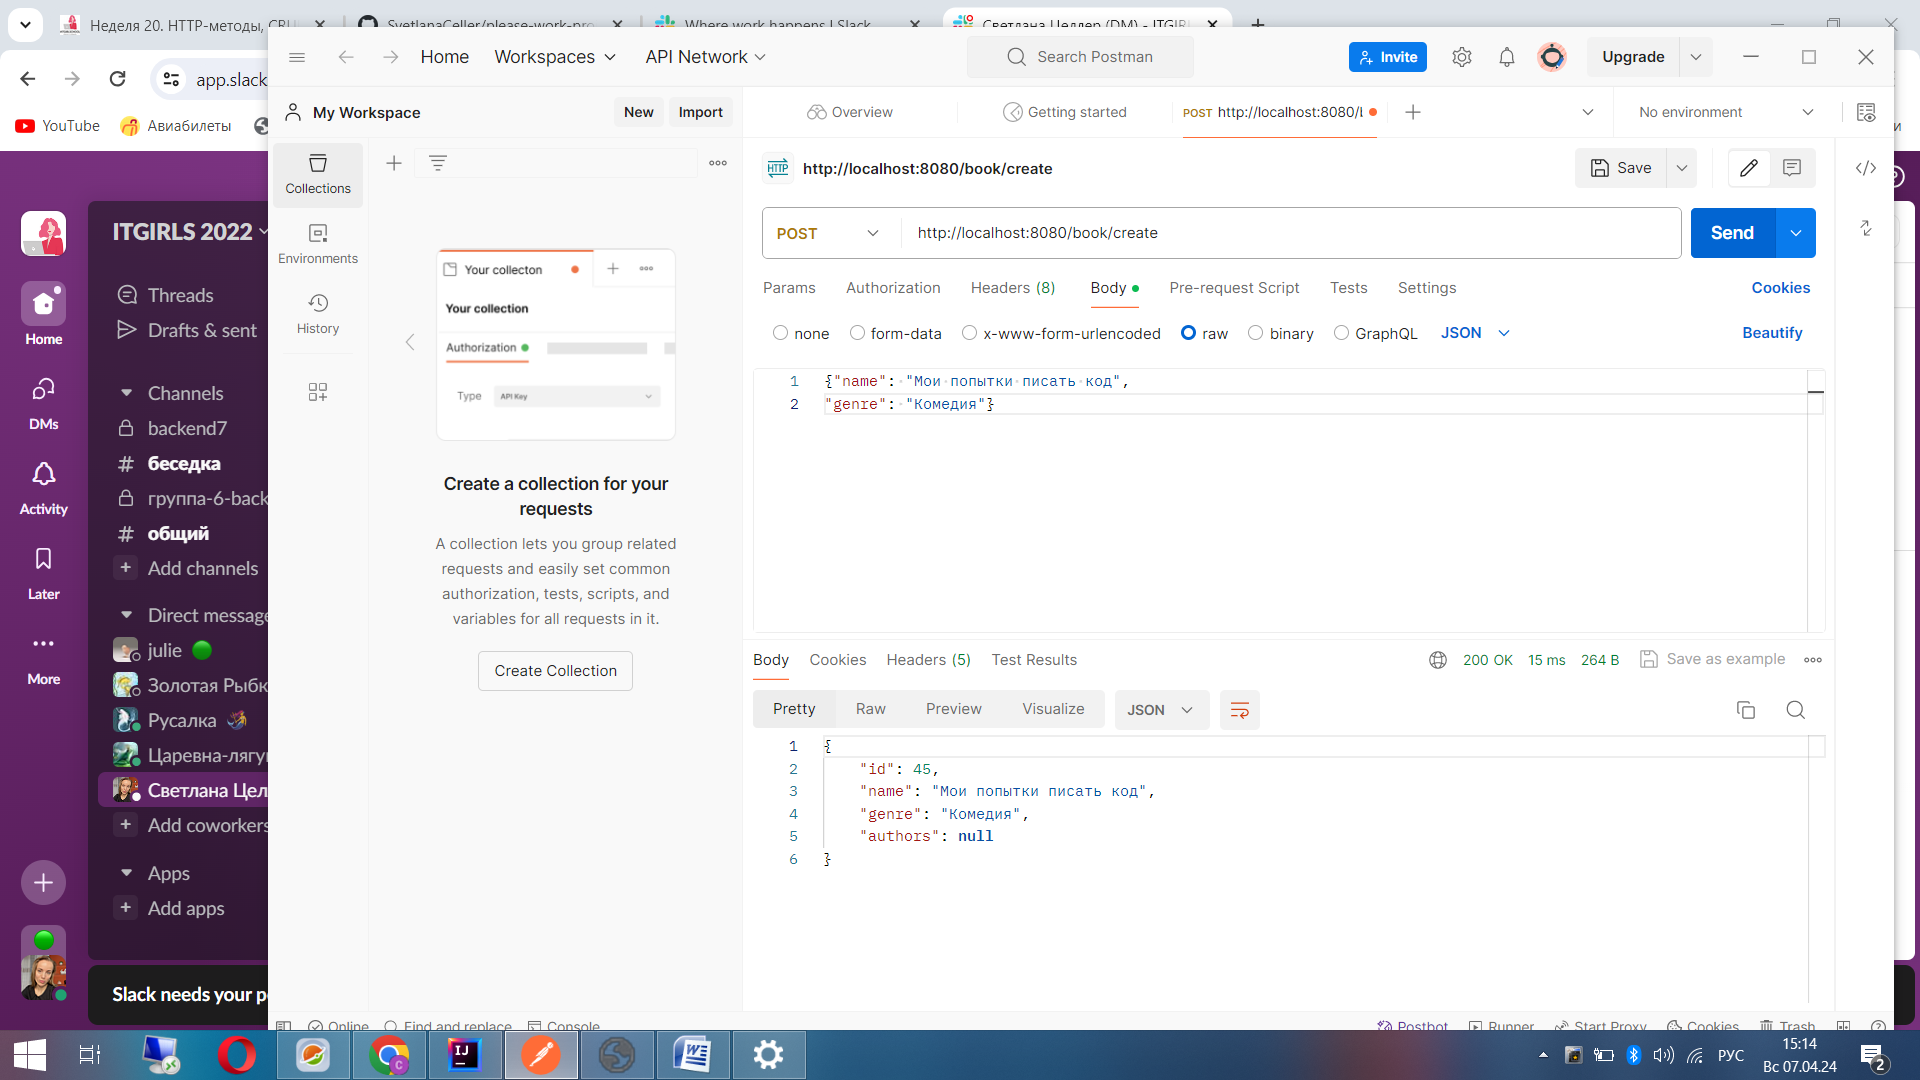 Неделя 20. HTTP-методы, CRU
SvetlanaCeller/please-work-pro
Where work happens | Slack
Светлана Целлер (DM) - ITGIRL
app.slack
YouTube
Авиабилеты
ITGIRLS 2022
Threads
Drafts & sent
Channels
backend7
беседка
группа-6-back
общий
Add channels
Direct message
julie
Золотая Рыбк
Русалка
Царевна-лягу
Светлана Цел
Add coworkers
Apps
Add apps
Slack needs your pe
Home
DMs
Activity
Later
More
Home
Workspaces
API Network
Search Postman
Invite
Upgrade
My Workspace
New
Import
Overview
Getting started
POST http://localhost:8080/b
No environment
Collections
Environments
History
Your collecton
Your collection
Authorization
Type
API Key
Create a collection for your
requests
A collection lets you group related
requests and easily set common
authorization, tests, scripts, and
variables for all requests in it.
Create Collection
HTTP
http://localhost:8080/book/create
Save
POST
http://localhost:8080/book/create
Send
Params
Authorization
Headers (8)
Body
Pre-request Script
Tests
Settings
Cookies
none
form-data
x-www-form-urlencoded
raw
binary
GraphQL
JSON
Beautify
1 {"name": "Мои попытки писать код",
2 "genre": "Комедия"}
Body
Cookies
Headers (5)
Test Results
200 OK
15 ms
264 B
Save as example
Pretty
Raw
Preview
Visualize
JSON
1 {
2 "id": 45,
3 "name": "Мои попытки писать код",
4 "genre": "Комедия",
5 "authors": null
6 }
Online
Find and replace
Console
Postbot
Runner
Start Proxy
Cookies
Trash
РУС
15:14
Вс 07.04.24
2